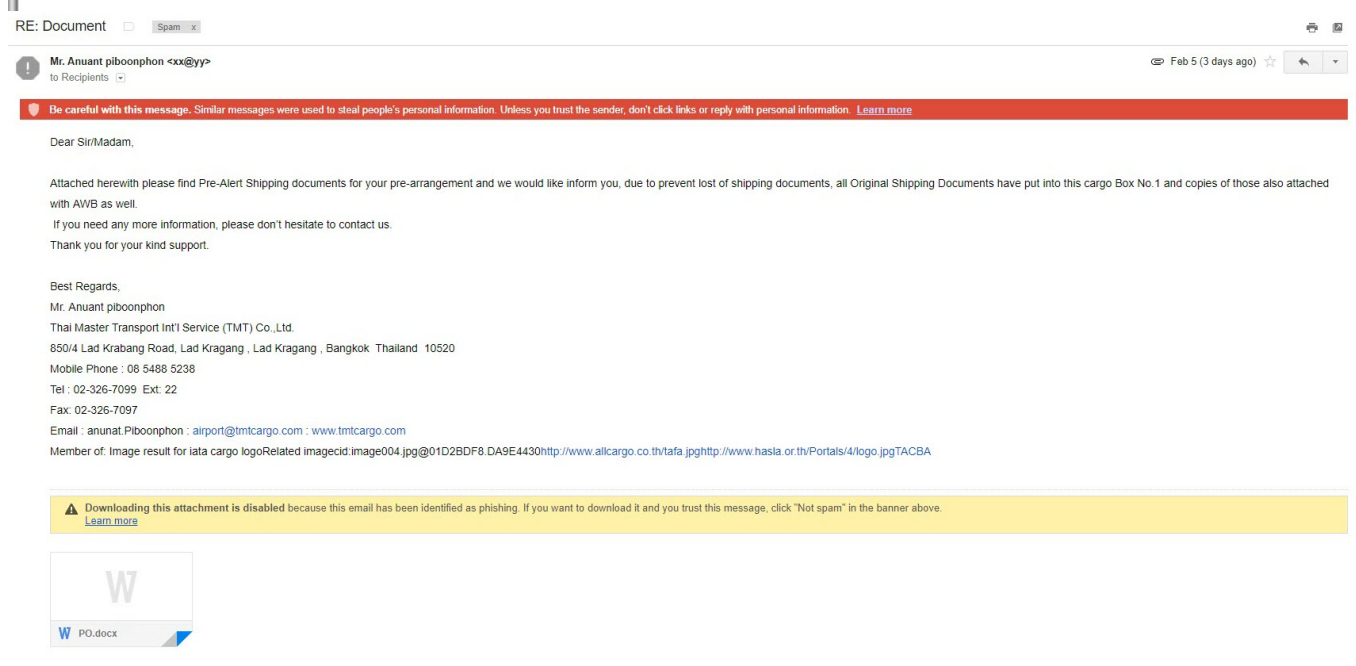 RE: Document Spam x
Mr. Anuant piboonphon <xx@yy> Feb 5 (3 days ago)
to Recipients
Be careful with this message. Similar messages were used to steal people's personal information. Unless you trust the sender, don't click links or reply with personal information. Learn more
Dear Sir/Madam,
Attached herewith please find Pre-Alert Shipping documents for your pre-arrangement and we would like inform you, due to prevent lost of shipping documents, all Original Shipping Documents have put into this cargo Box No.1 and copies of those also attached
with AWB as well.
If you need any more information, please don't hesitate to contact us.
Thank you for your kind support.
Best Regards,
Mr. Anuant piboonphon
Thai Master Transport Int'l Service (TMT) Co.,Ltd.
850/4 Lad Krabang Road, Lad Kragang , Lad Kragang , Bangkok Thailand 10520
Mobile Phone : 08 5488 5238
Tel : 02-326-7099 Ext: 22
Fax: 02-326-7097
Email : anunat.Piboonphon : airport@tmtcargo.com : www.tmtcargo.com
Member of: Image result for iata cargo logoRelated imagecid:image004.jpg@01D2BDF8.DA9E4430http://www.allcargo.co.th/tafa.jpghttp://www.hasla.or.th/Portals/4/logo.jpgTACBA
Downloading this attachment is disabled because this email has been identified as phishing. If you want to download it and you trust this message, click "Not spam" in the banner above.
Learn more
W
W PO.docx